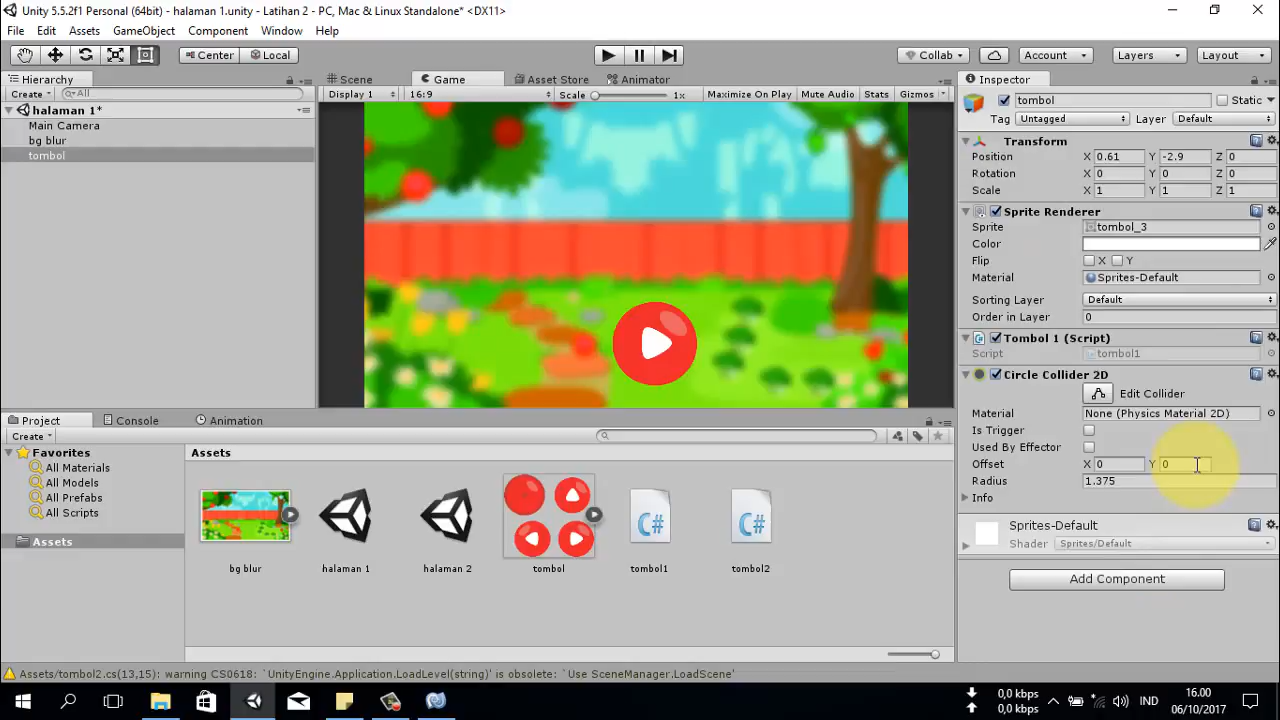 Unity 5.5.2f1 Personal (64bit) - halaman 1.unity - Latihan 2 - PC, Mac & Linux Standalone* <DX11>
File Edit Assets GameObject Component Window Help
Center Local Collab Account Layers Layout
Hierarchy Scene Game Asset Store Animator Inspector
Create All Display 1 16:9 Scale 1x Maximize On Play Mute Audio Stats Gizmos
tombol Static
halaman 1*
Tag Untagged Layer Default
Main Camera
bg blur
tombol
Transform
Position X 0.61 Y -2.9 Z 0
Rotation X 0 Y 0 Z 0
Scale X 1 Y 1 Z 1
Sprite Renderer
Sprite tombol_3
Color
Flip X Y
Material Sprites-Default
Sorting Layer Default
Order in Layer 0
Tombol 1 (Script)
Script tombol1
Circle Collider 2D
Edit Collider
Material None (Physics Material 2D)
Is Trigger
Used By Effector
Offset X 0 Y 0
Radius 1.375
Info
Sprites-Default
Shader Sprites/Default
Add Component
Project Console Animation
Create
Favorites
All Materials
All Models
All Prefabs
All Scripts
Assets
Assets
bg blur halaman 1 halaman 2 tombol tombol1 tombol2
C# C#
Assets/tombol2.cs(13,15): warning CS0618: `UnityEngine.Application.LoadLevel(string)' is obsolete: `Use SceneManager.LoadScene'
0,0 kbps
0,0 kbps
IND
16.00
06/10/2017